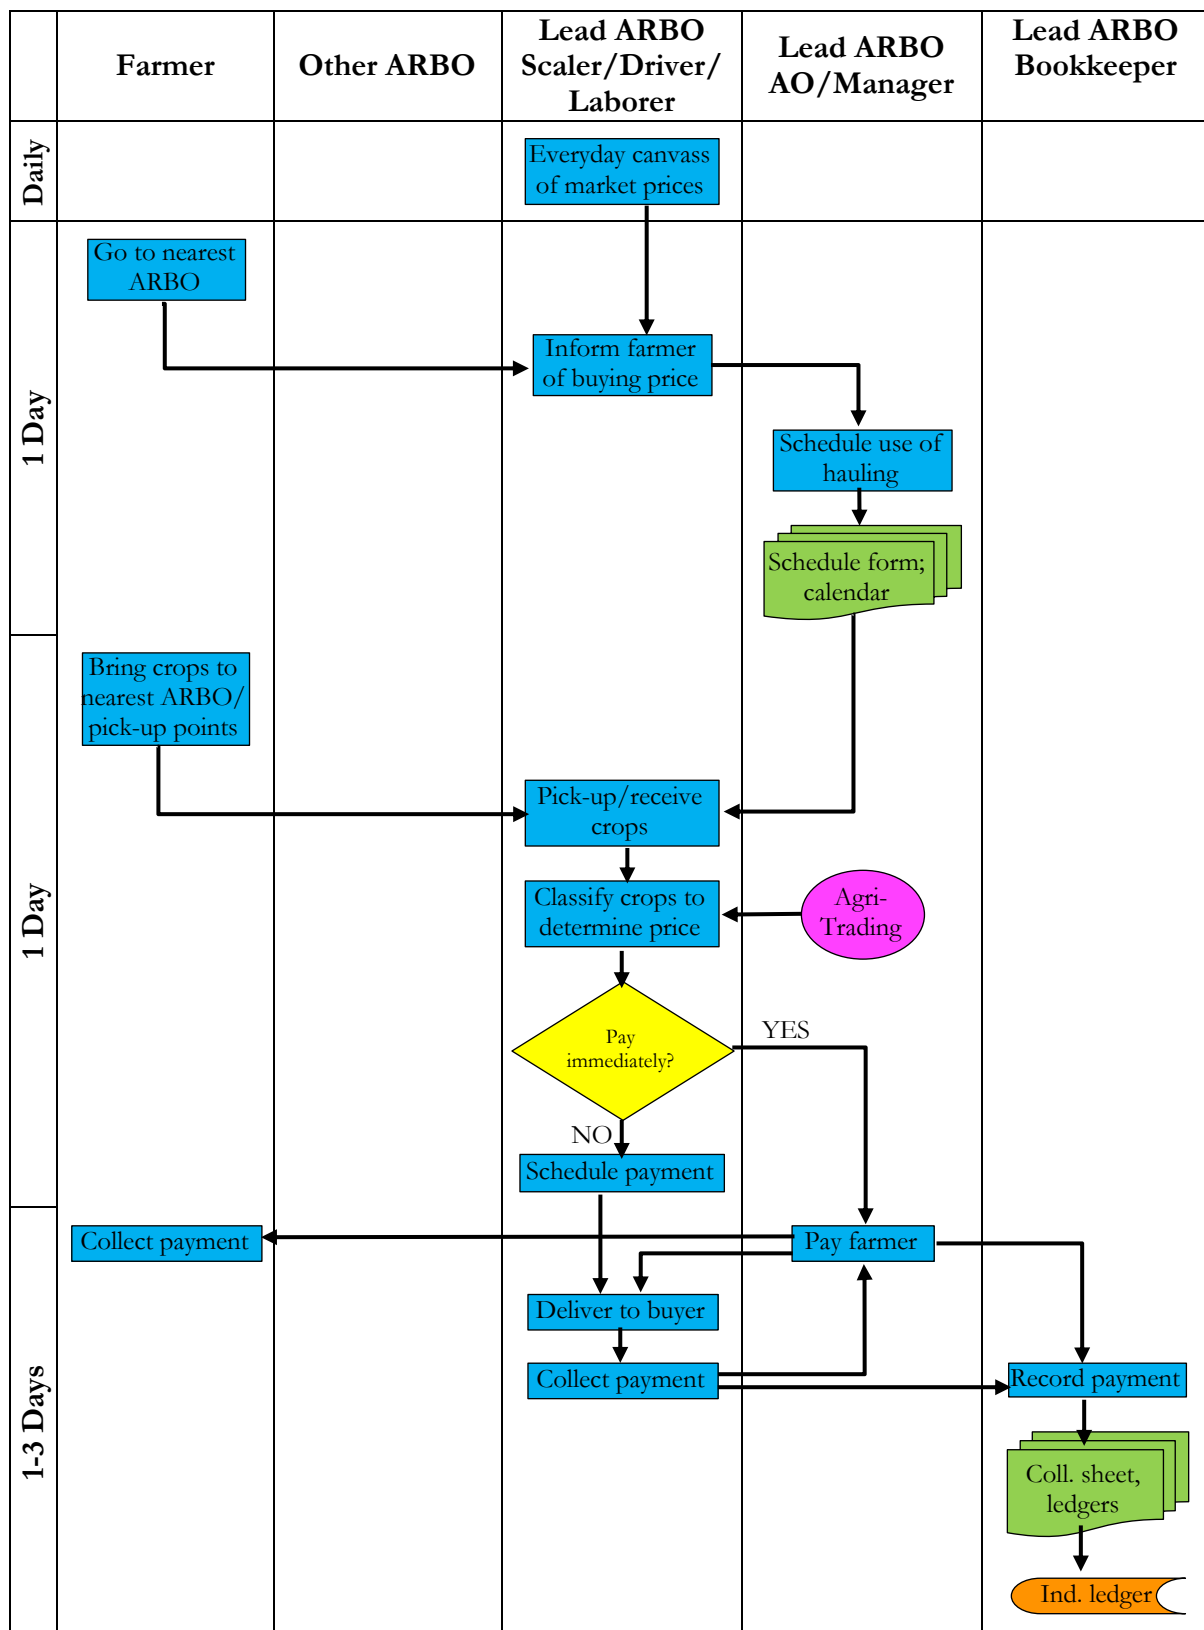 Farmer
Other ARBO
Lead ARBO
Scaler/Driver/
Laborer
Lead ARBO
AO/Manager
Lead ARBO
Bookkeeper
Daily
Everyday canvass
of market prices
1 Day
Go to nearest
ARBO
Inform farmer
of buying price
Schedule use of
hauling
Schedule form;
calendar
1 Day
Bring crops to
nearest ARBO/
pick-up points
Pick-up/receive
crops
Classify crops to
determine price
Agri-
Trading
Pay
immediately?
YES
NO
Schedule payment
1-3 Days
Collect payment
Pay farmer
Deliver to buyer
Collect payment
Record payment
Coll. sheet,
ledgers
Ind. ledger